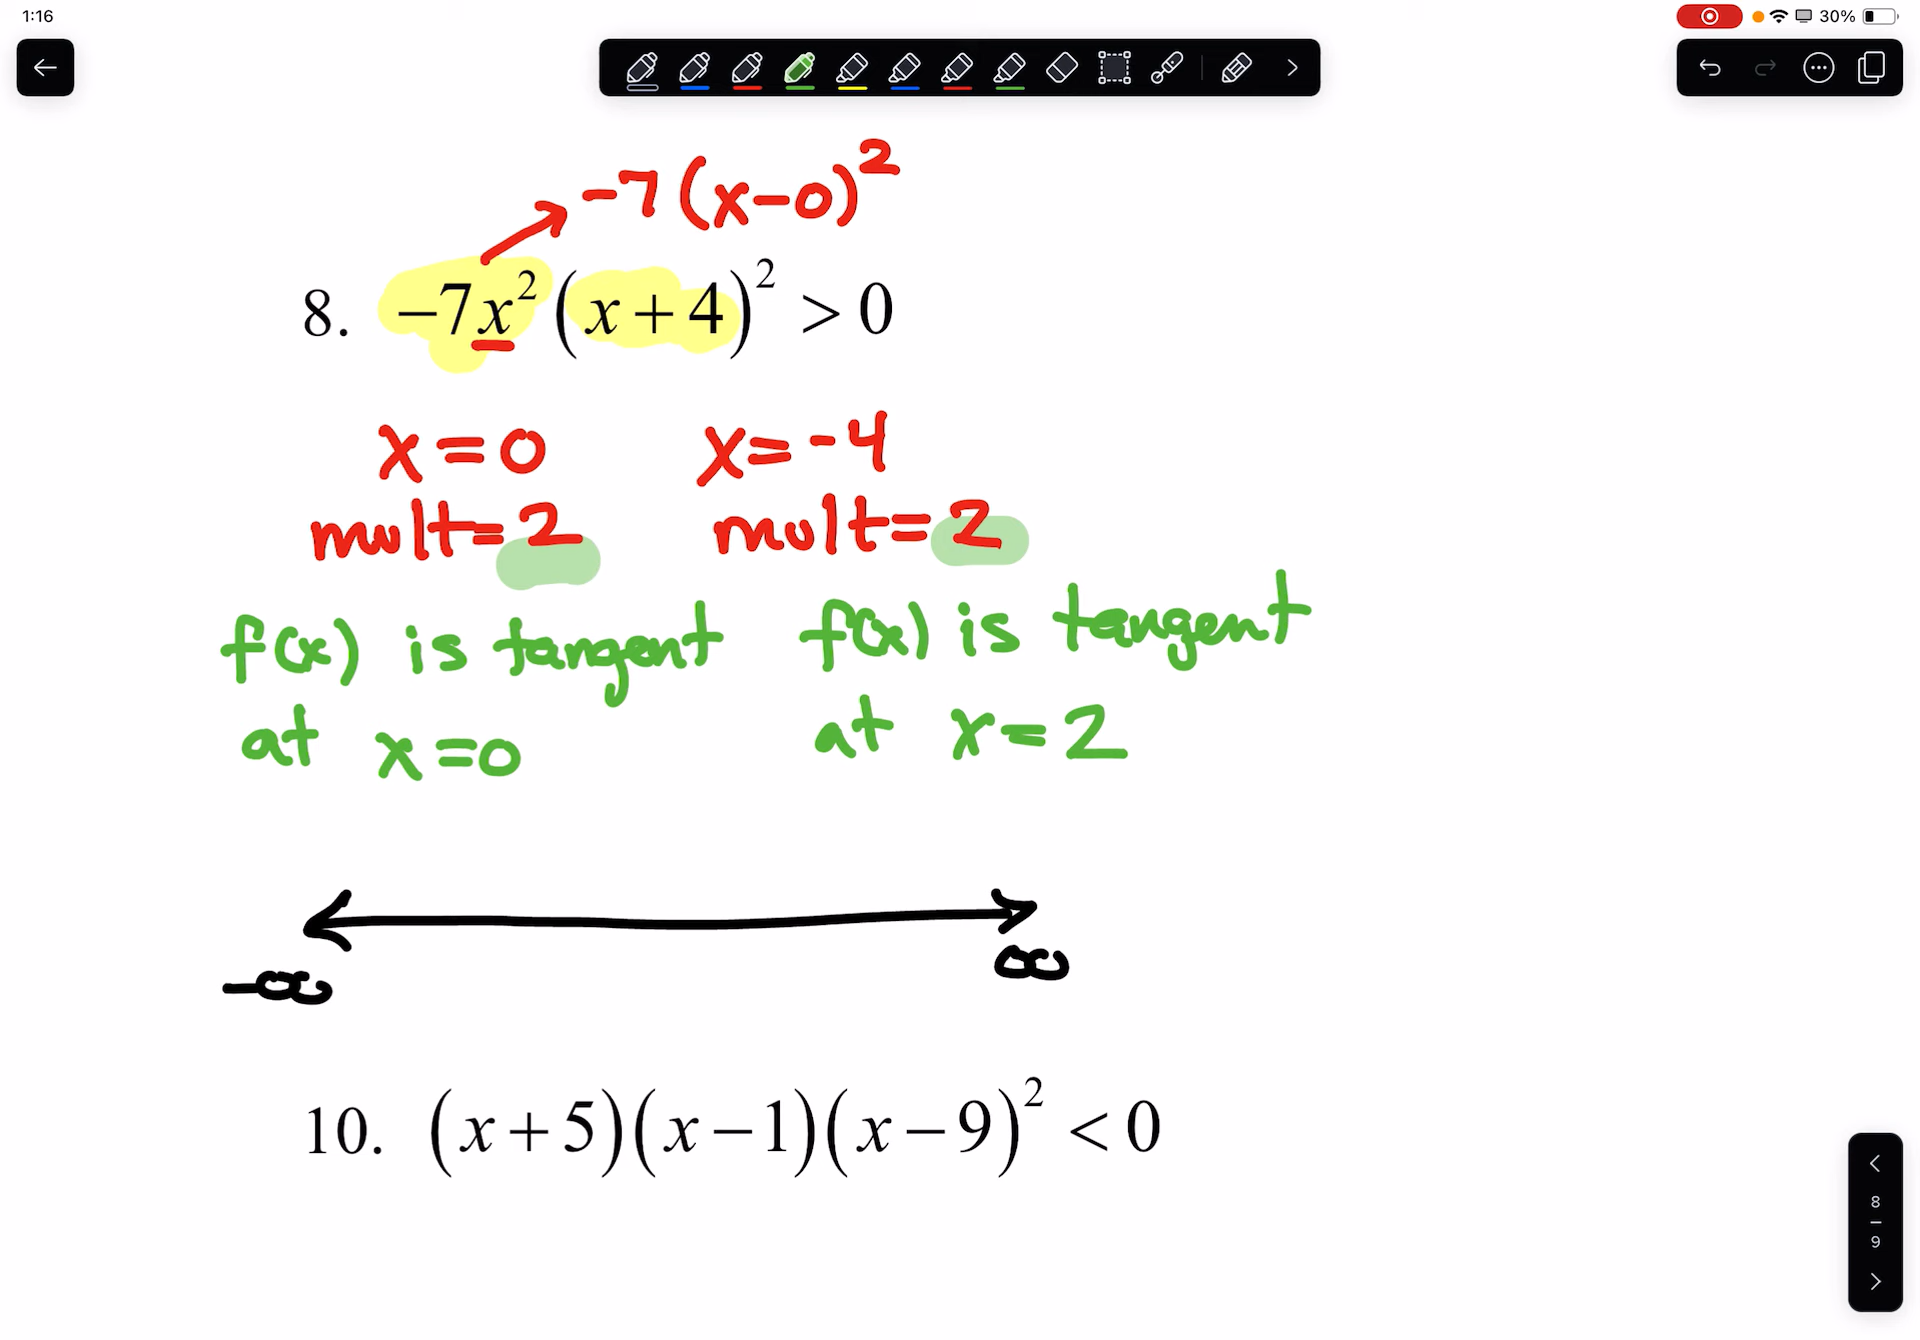 1:16
30%
-7(x-0)²
8. −7x²(x+4)² > 0
x=0 x=-4
mult=2 mult=2
f(x) is tangent f(x) is tangent
at x=0 at x=2
-∞ ∞
10. (x+5)(x−1)(x−9)² < 0
8
9